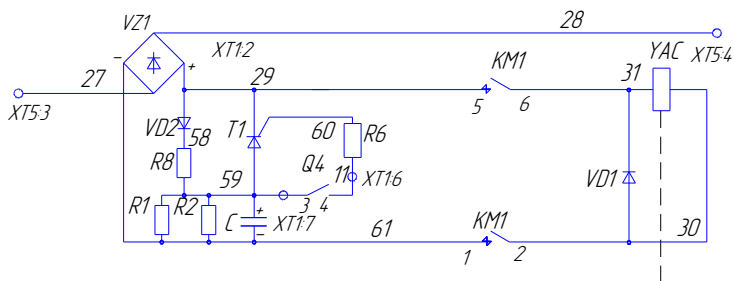 VZ1
28
-
XT1:2
KM1
YAC
XT5:4
+
27
29
31
XT5:3
5
6
VD2
58
T1
60
R6
R8
Q4
59
11
XT1:6
VD1
R1
R2
3
4
C
+
-
XT1:7
61
KM1
30
1
2